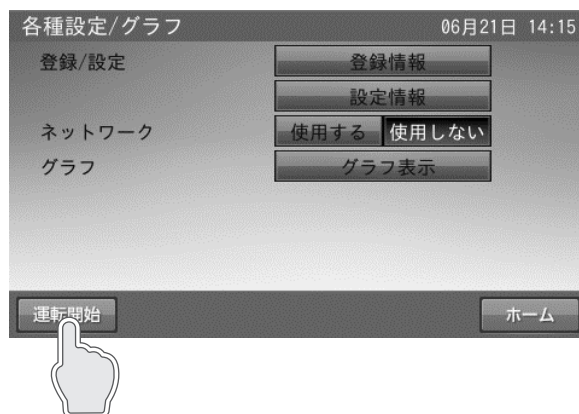 各種設定/グラフ 06月21日 14:15
登録/設定 登録情報
設定情報
ネットワーク 使用する 使用しない
グラフ グラフ表示
運転開始 ホーム